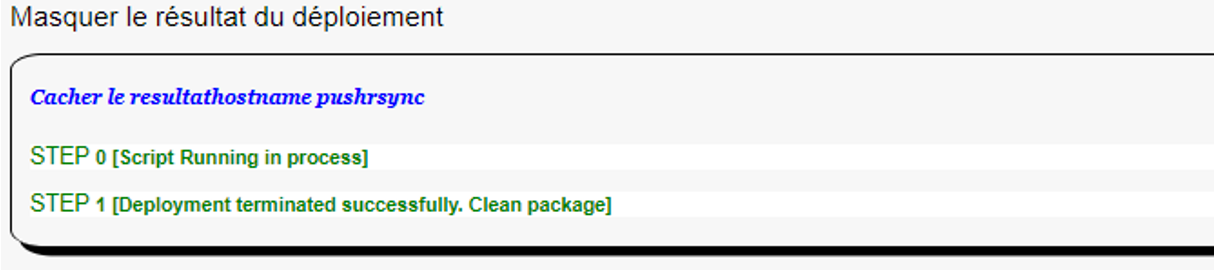 Masquer le résultat du déploiement
Cacher le resultathostname pushrsync
STEP 0 [Script Running in process]
STEP 1 [Deployment terminated successfully. Clean package]